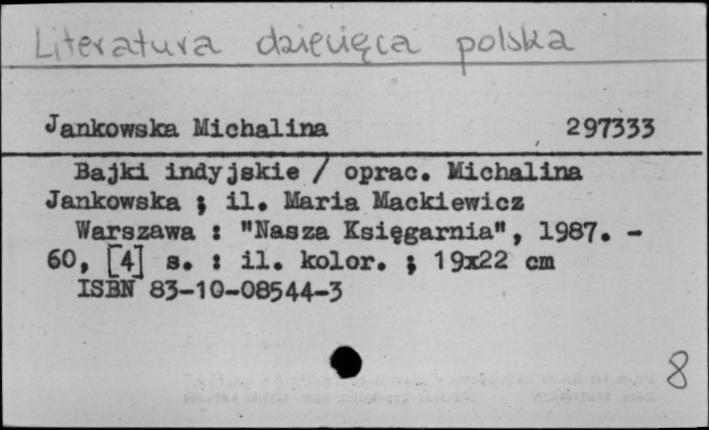 Literatura dziecięca polska
Jankowska Michalina 297333
Bajki indyjskie / oprac. Michalina
Jankowska ; il. Maria Mackiewicz
Warszawa : "Nasza Księgarnia", 1987. -
60, [4] s. : il. kolor. ; 19x22 cm
ISBN 83-10-08544-3
8